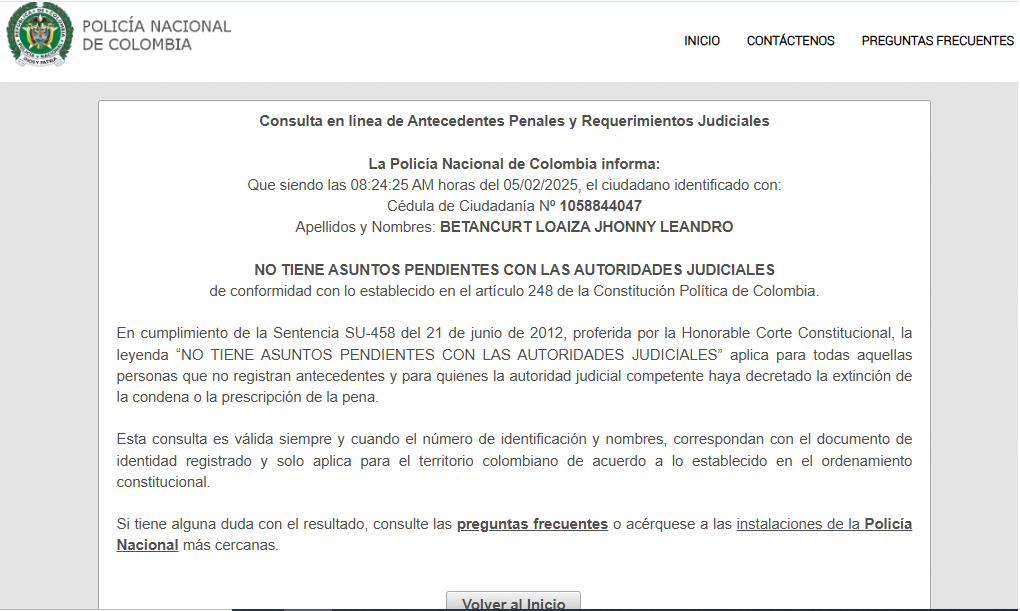 POLICÍA NACIONAL
DE COLOMBIA
INICIO CONTÁCTENOS PREGUNTAS FRECUENTES
Consulta en línea de Antecedentes Penales y Requerimientos Judiciales
La Policía Nacional de Colombia informa:
Que siendo las 08:24:25 AM horas del 05/02/2025, el ciudadano identificado con:
Cédula de Ciudadanía Nº 1058844047
Apellidos y Nombres: BETANCURT LOAIZA JHONNY LEANDRO
NO TIENE ASUNTOS PENDIENTES CON LAS AUTORIDADES JUDICIALES
de conformidad con lo establecido en el artículo 248 de la Constitución Política de Colombia.
En cumplimiento de la Sentencia SU-458 del 21 de junio de 2012, proferida por la Honorable Corte Constitucional, la
leyenda “NO TIENE ASUNTOS PENDIENTES CON LAS AUTORIDADES JUDICIALES” aplica para todas aquellas
personas que no registran antecedentes y para quienes la autoridad judicial competente haya decretado la extinción de
la condena o la prescripción de la pena.
Esta consulta es válida siempre y cuando el número de identificación y nombres, correspondan con el documento de
identidad registrado y solo aplica para el territorio colombiano de acuerdo a lo establecido en el ordenamiento
constitucional.
Si tiene alguna duda con el resultado, consulte las preguntas frecuentes o acérquese a las instalaciones de la Policía
Nacional más cercanas.
Volver al Inicio